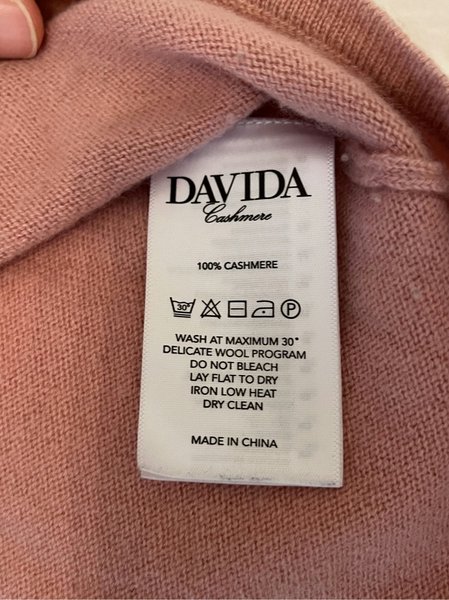 DAVIDA
Cashmere
100% CASHMERE
30°
P
WASH AT MAXIMUM 30°
DELICATE WOOL PROGRAM
DO NOT BLEACH
LAY FLAT TO DRY
IRON LOW HEAT
DRY CLEAN
MADE IN CHINA